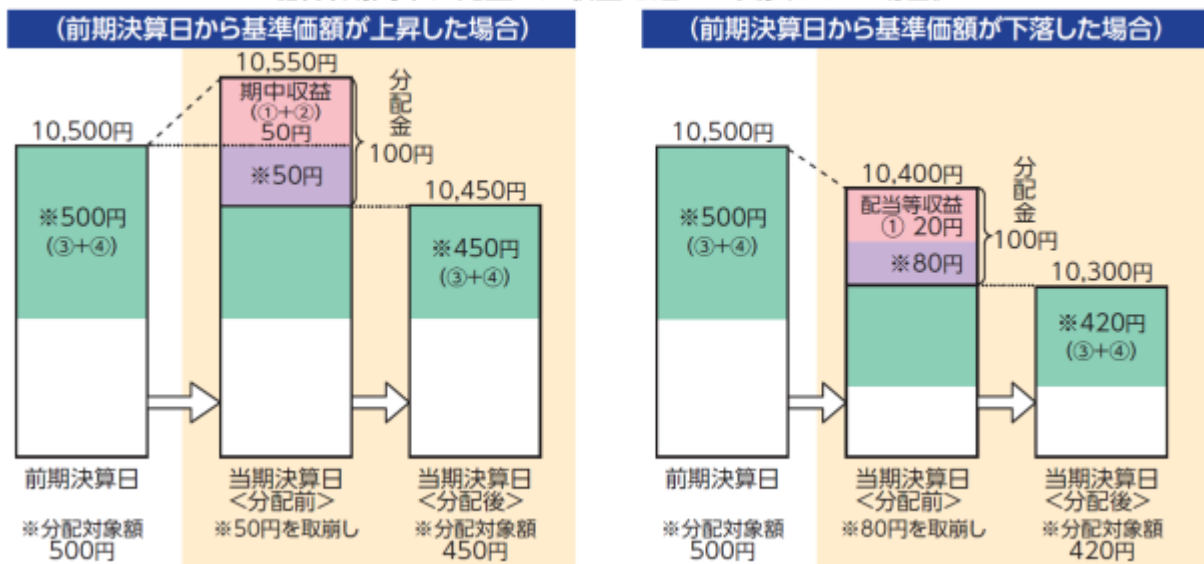 (前期決算日から基準価額が上昇した場合)
10,550円
期中収益
(①+②)
50円
分配金
100円
10,500円
※50円
10,450円
※500円
(③+④)
※450円
(③+④)
前期決算日
当期決算日
<分配前>
当期決算日
<分配後>
※分配対象額
500円
※50円を取崩し
※分配対象額
450円
(前期決算日から基準価額が下落した場合)
10,500円
10,400円
配当等収益
① 20円
分配金
100円
※80円
10,300円
※500円
(③+④)
※420円
(③+④)
前期決算日
当期決算日
<分配前>
当期決算日
<分配後>
※分配対象額
500円
※80円を取崩し
※分配対象額
420円